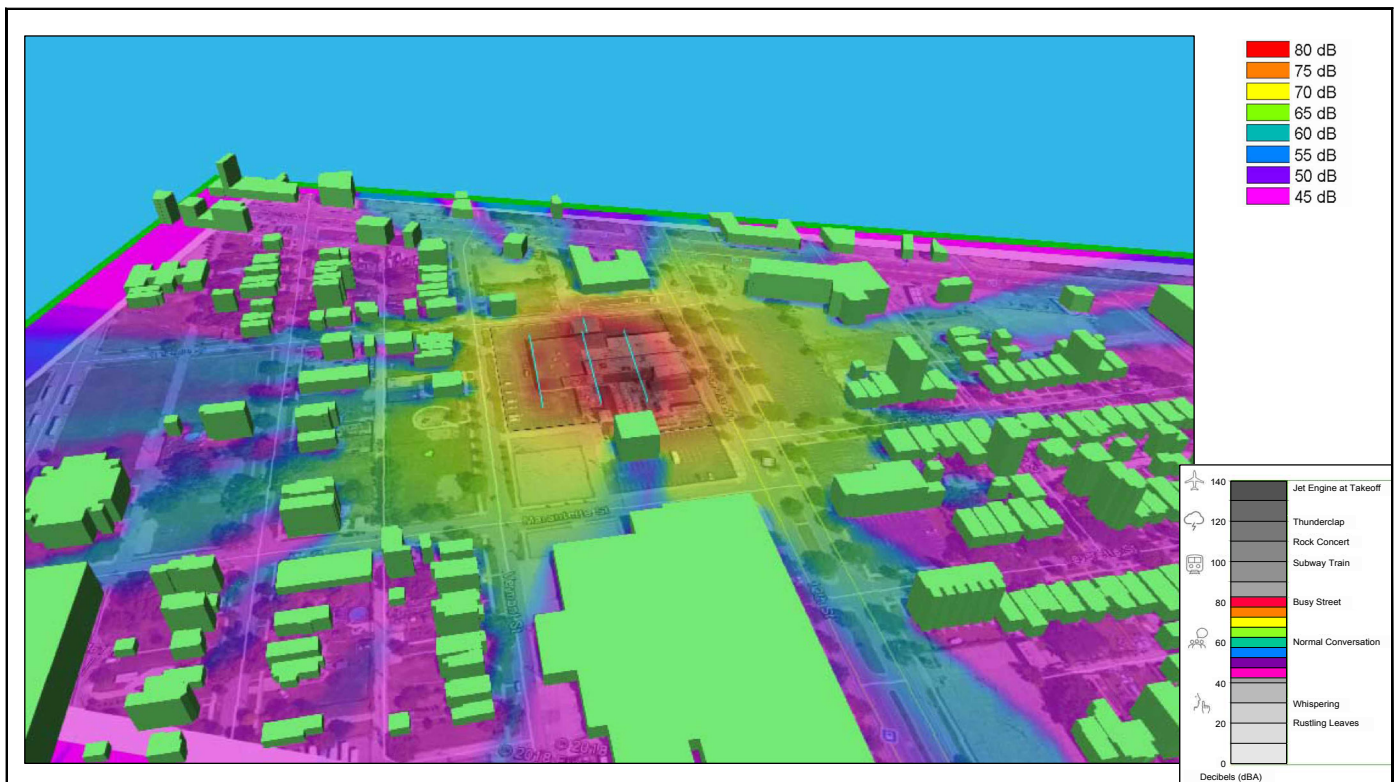 80 dB
75 dB
70 dB
65 dB
60 dB
55 dB
50 dB
45 dB
140
Jet Engine at Takeoff
120
Thunderclap
Rock Concert
100
Subway Train
80
Busy Street
60
Normal Conversation
40
Whispering
20
Rustling Leaves
0
Decibels (dBA)
© 2018
© 2018